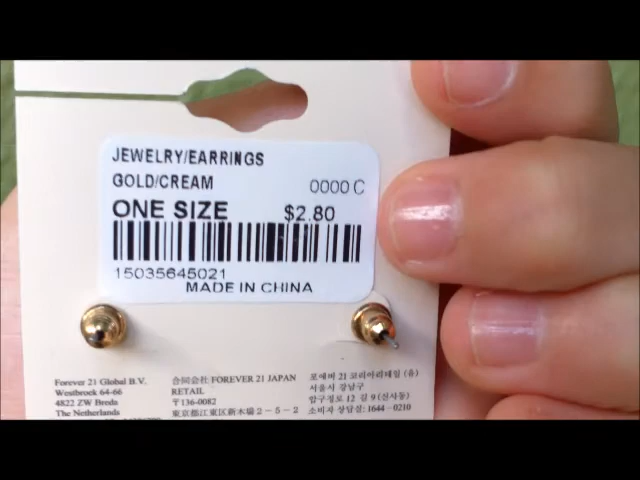 JEWELRY/EARRINGS
GOLD/CREAM 0000 C
ONE SIZE $2.80
15035645021
MADE IN CHINA
Forever 21 Global B.V.
Westbrook 64-66
4822 ZW Breda
The Netherlands
合同会社 FOREVER 21 JAPAN
RETAIL
〒136-0082
東京都江東区新木場2-5-2
포에버 21 코리아리테일 (유)
서울시 강남구
압구정로 12 길 9 (신사동)
소비자 상담실: 1644-0210